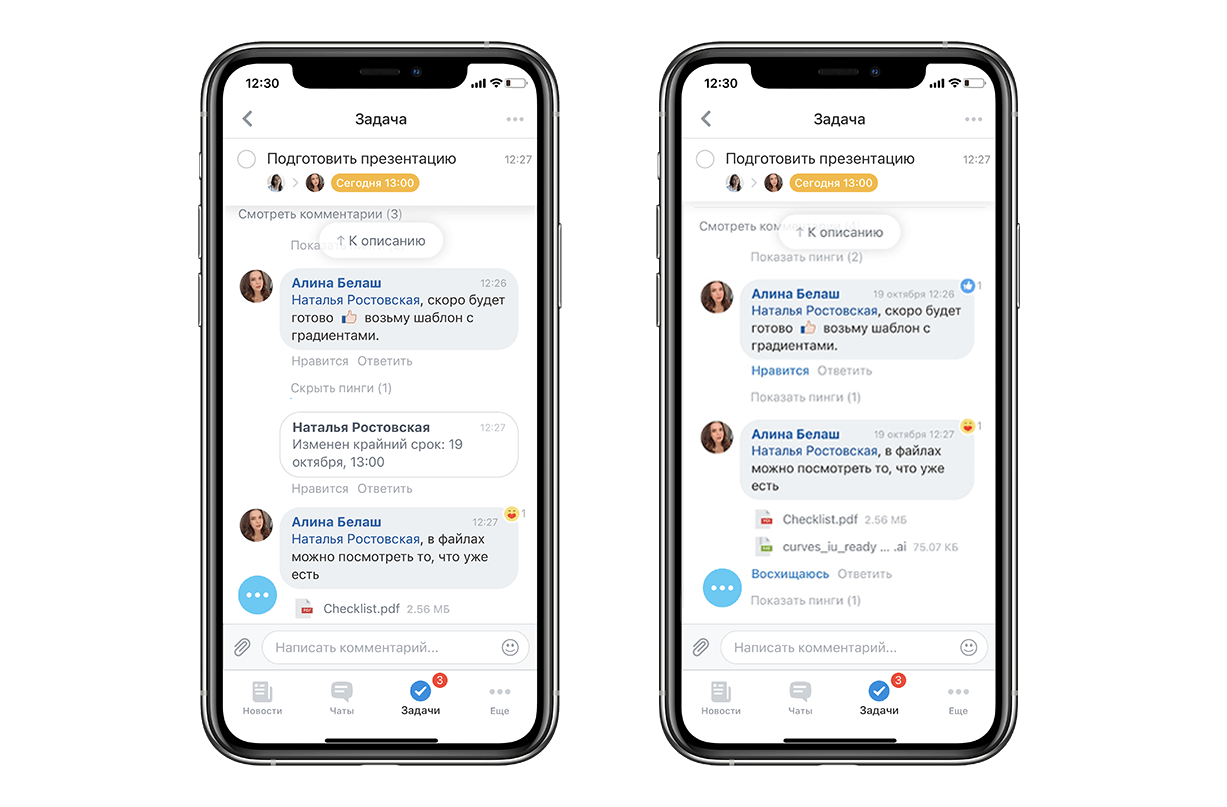 12:30
Задача
Подготовить презентацию 12:27
Сегодня 13:00
Смотреть комментарии (3)
Пока
↑ К описанию
Алина Белаш 12:26
Наталья Ростовская, скоро будет
готово 👍 возьму шаблон с
градиентами.
Нравится Ответить
Скрыть пинги (1)
Наталья Ростовская 12:27
Изменен крайний срок: 19
октября, 13:00
Нравится Ответить
Алина Белаш 12:27 1
Наталья Ростовская, в файлах
можно посмотреть то, что уже
есть
PDF Checklist.pdf 2.56 МБ
Написать комментарий...
3
Новости Чаты Задачи Еще
12:30
Задача
Подготовить презентацию 12:27
Сегодня 13:00
Смотреть
↑ К описанию
Показать пинги (2)
Алина Белаш 19 октября 12:26 1
Наталья Ростовская, скоро будет
готово 👍 возьму шаблон с
градиентами.
Нравится Ответить
Показать пинги (1)
Алина Белаш 19 октября 12:27 1
Наталья Ростовская, в файлах
можно посмотреть то, что уже
есть
PDF Checklist.pdf 2.56 МБ
curves_iu_ready ... .ai 75.07 КБ
Восхищаюсь Ответить
Показать пинги (1)
Написать комментарий...
3
Новости Чаты Задачи Еще